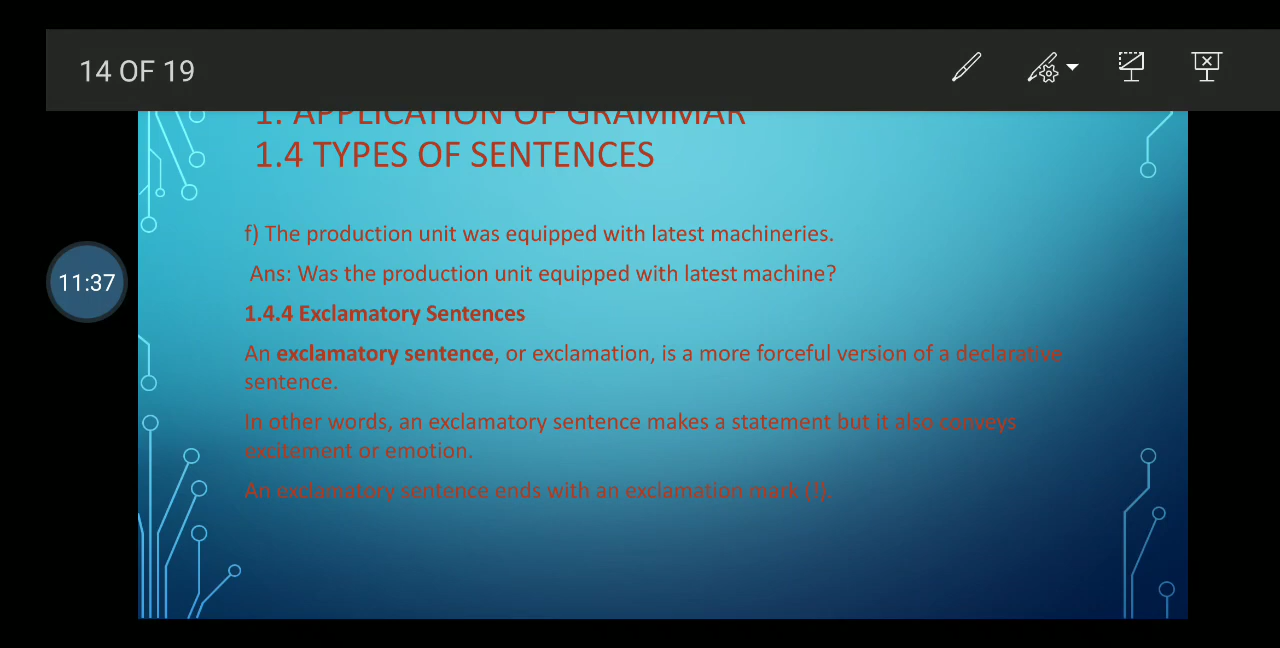 14 OF 19
1. APPLICATION OF GRAMMAR
1.4 TYPES OF SENTENCES
f) The production unit was equipped with latest machineries.
Ans: Was the production unit equipped with latest machine?
11:37
1.4.4 Exclamatory Sentences
An exclamatory sentence, or exclamation, is a more forceful version of a declarative
sentence.
In other words, an exclamatory sentence makes a statement but it also conveys
excitement or emotion.
An exclamatory sentence ends with an exclamation mark (!).